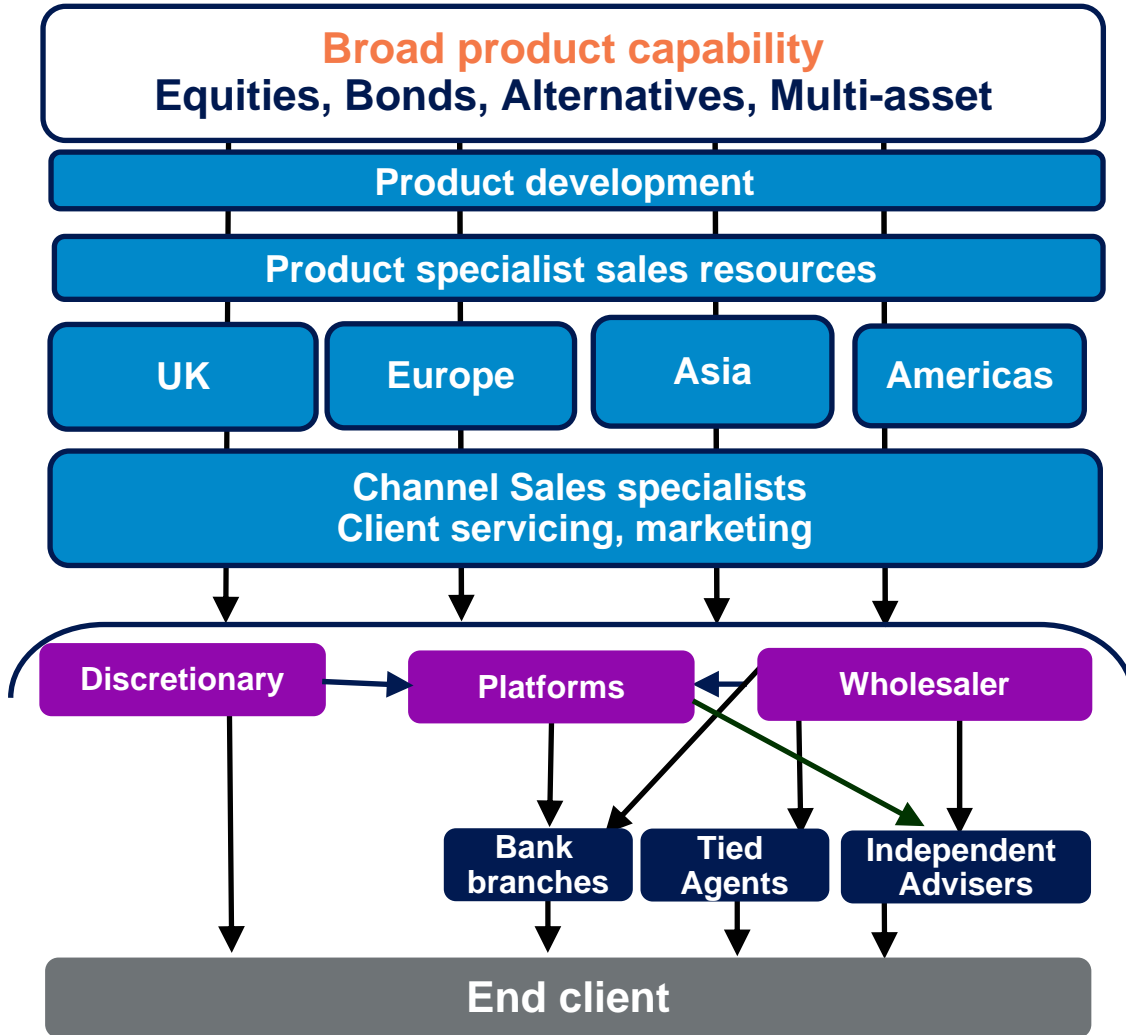 Broad product capability
Equities, Bonds, Alternatives, Multi-asset
Product development
Product specialist sales resources
UK
Europe
Asia
Americas
Channel Sales specialists
Client servicing, marketing
Discretionary
Platforms
Wholesaler
Bank
branches
Tied
Agents
Independent
Advisers
End client